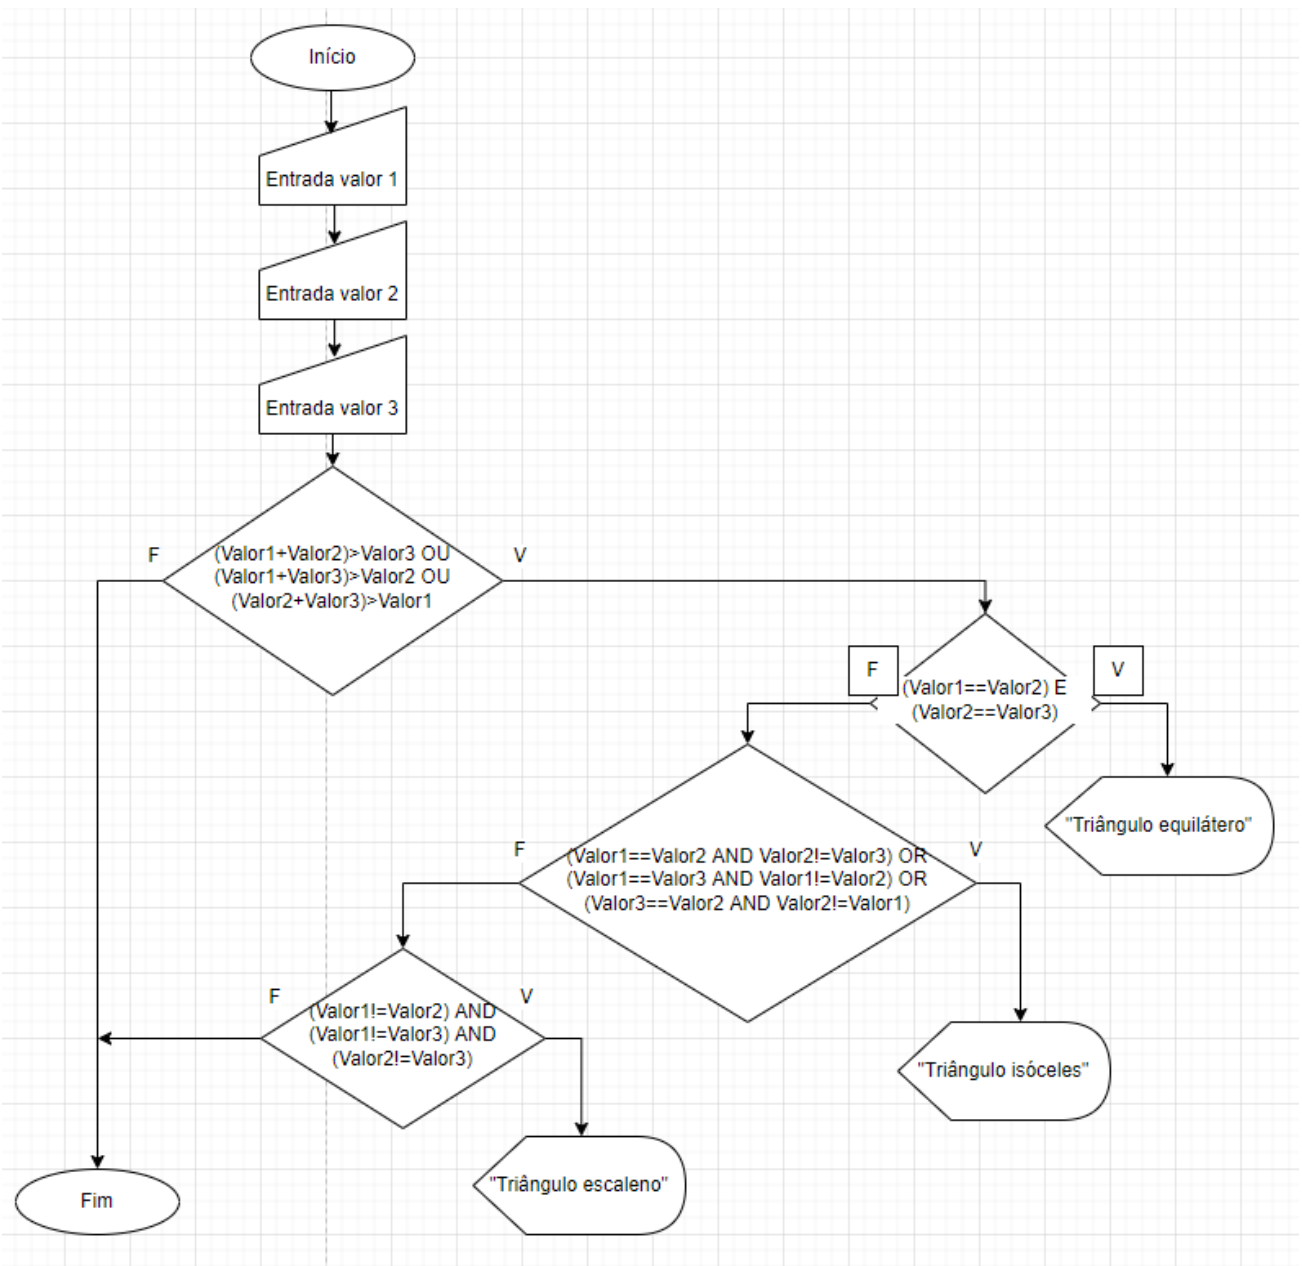 Início
Entrada valor 1
Entrada valor 2
Entrada valor 3
F
(Valor1+Valor2)>Valor3 OU
(Valor1+Valor3)>Valor2 OU
(Valor2+Valor3)>Valor1
V
F
(Valor1==Valor2) E
(Valor2==Valor3)
V
"Triângulo equilátero"
F
(Valor1==Valor2 AND Valor2!=Valor3) OR
(Valor1==Valor3 AND Valor1!=Valor2) OR
(Valor3==Valor2 AND Valor2!=Valor1)
V
"Triângulo isóceles"
F
(Valor1!=Valor2) AND
(Valor1!=Valor3) AND
(Valor2!=Valor3)
V
"Triângulo escaleno"
Fim